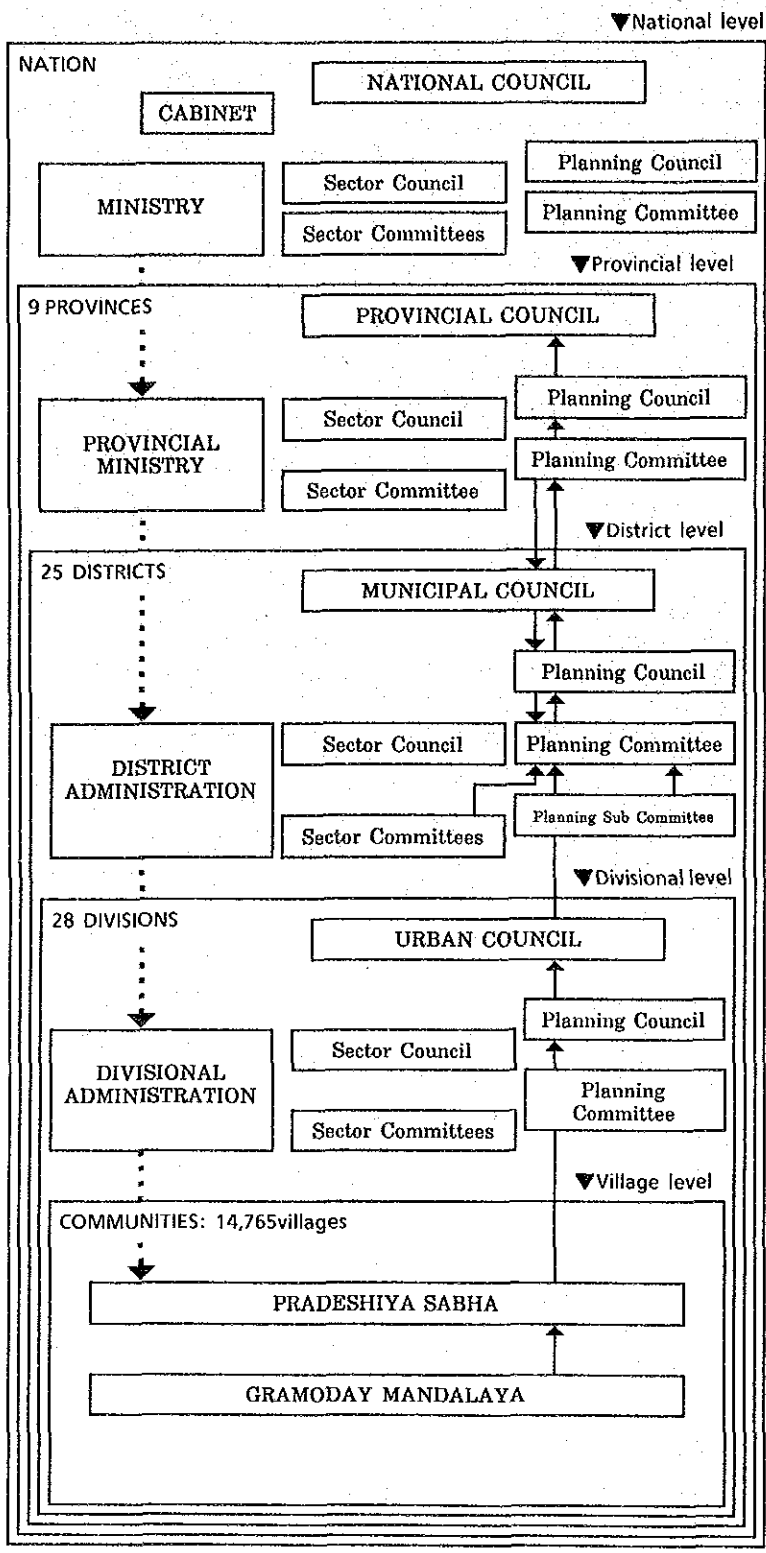 ▼National level
NATION
NATIONAL COUNCIL
CABINET
MINISTRY
Sector Council
Sector Committees
Planning Council
Planning Committee
▼Provincial level
9 PROVINCES
PROVINCIAL COUNCIL
PROVINCIAL
MINISTRY
Sector Council
Sector Committee
Planning Council
Planning Committee
▼District level
25 DISTRICTS
MUNICIPAL COUNCIL
Planning Council
DISTRICT
ADMINISTRATION
Sector Council
Planning Committee
Sector Committees
Planning Sub Committee
▼Divisional level
28 DIVISIONS
URBAN COUNCIL
Planning Council
DIVISIONAL
ADMINISTRATION
Sector Council
Planning
Committee
Sector Committees
▼Village level
COMMUNITIES: 14,765villages
PRADESHIYA SABHA
GRAMODAY MANDALAYA